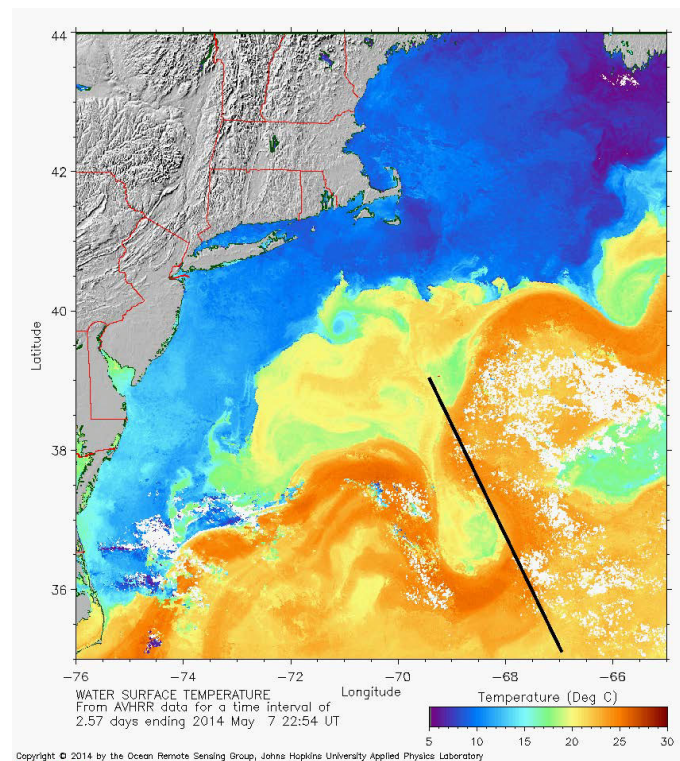 44
42
40
38
36
Latitude
−76
−74
−72
−70
−68
−66
Longitude
WATER SURFACE TEMPERATURE
From AVHRR data for a time interval of
2.57 days ending 2014 May 7 22:54 UT
Temperature (Deg C)
5 10 15 20 25 30
Copyright © 2014 by the Ocean Remote Sensing Group, Johns Hopkins University Applied Physics Laboratory